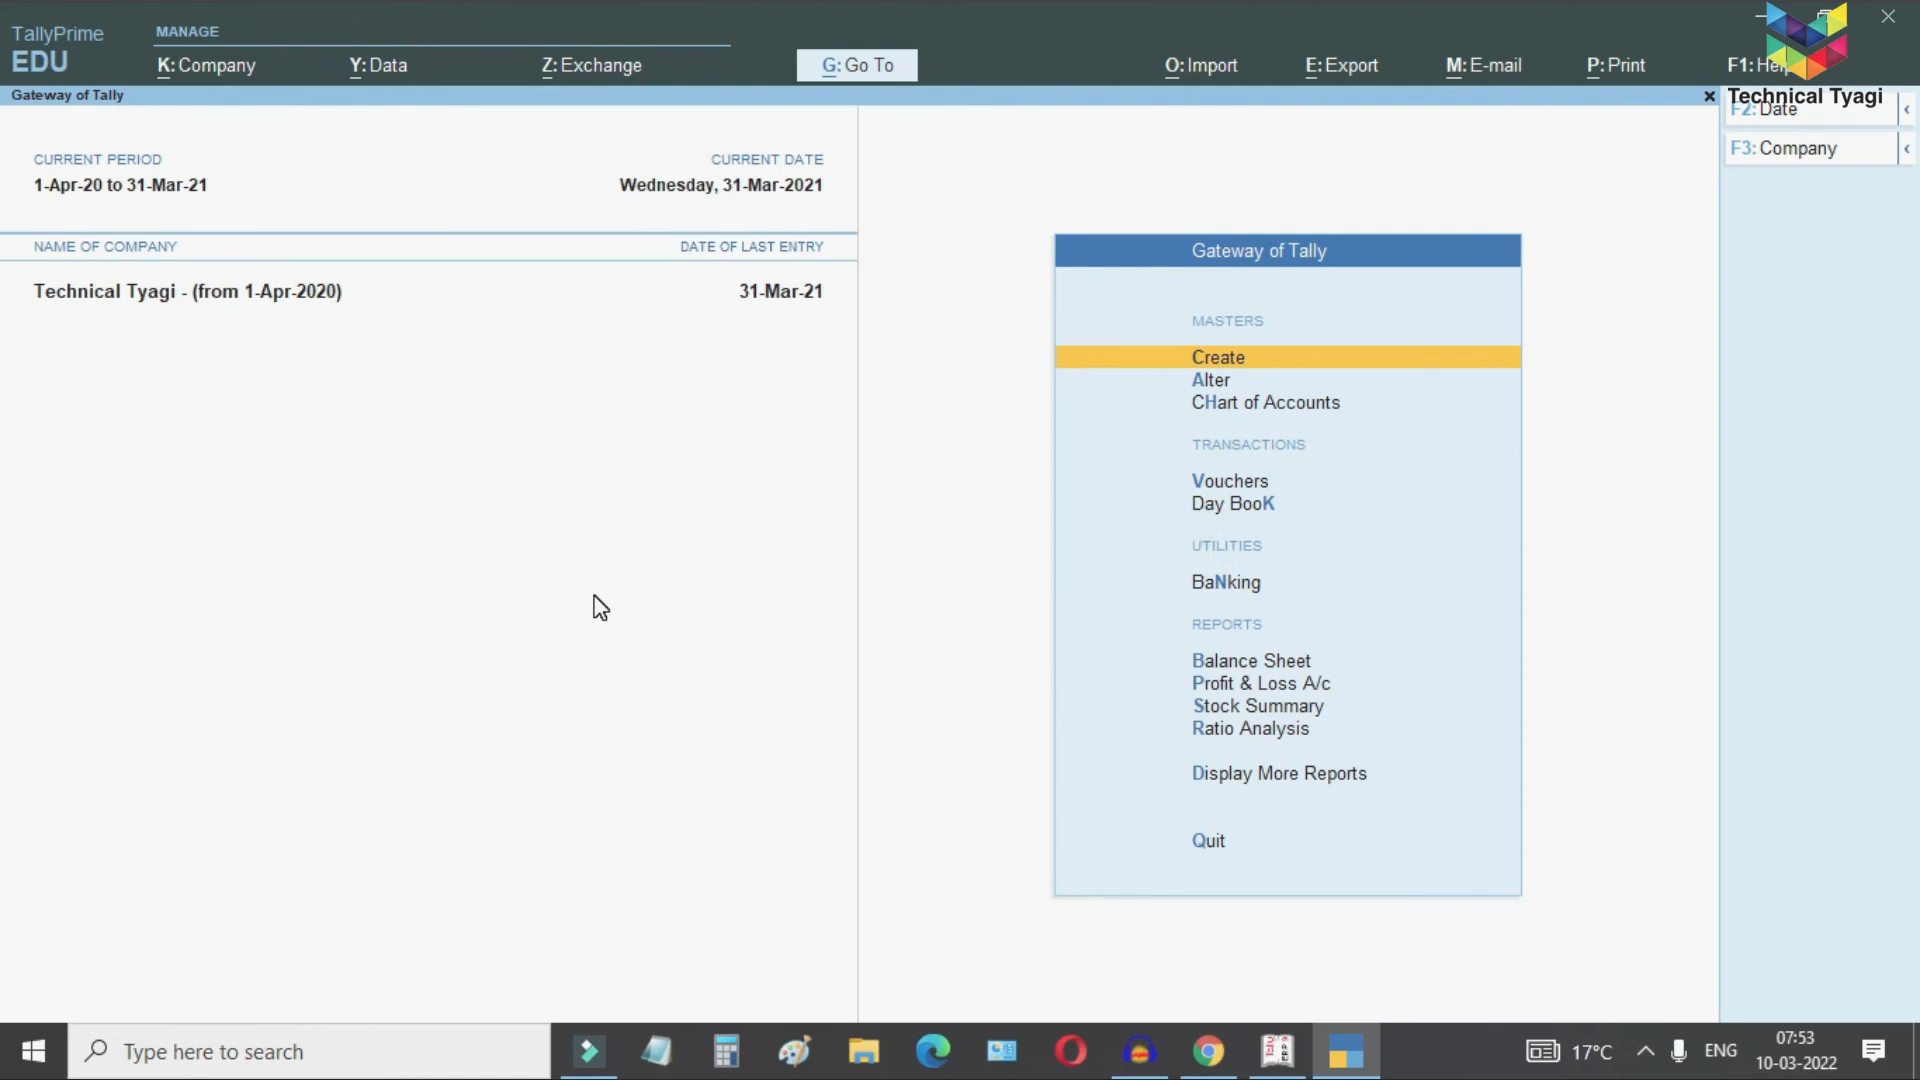 TallyPrime
EDU
MANAGE
K: Company
Y: Data
Z: Exchange
G: Go To
O: Import
E: Export
M: E-mail
P: Print
F1: Help
Technical Tyagi
Gateway of Tally
F2: Date
F3: Company
CURRENT PERIOD
CURRENT DATE
1-Apr-20 to 31-Mar-21
Wednesday, 31-Mar-2021
NAME OF COMPANY
DATE OF LAST ENTRY
Technical Tyagi - (from 1-Apr-2020)
31-Mar-21
Gateway of Tally
MASTERS
Create
Alter
CHart of Accounts
TRANSACTIONS
Vouchers
Day BooK
UTILITIES
BaNking
REPORTS
Balance Sheet
Profit & Loss A/c
Stock Summary
Ratio Analysis
Display More Reports
Quit
Type here to search
17°C
ENG
07:53
10-03-2022